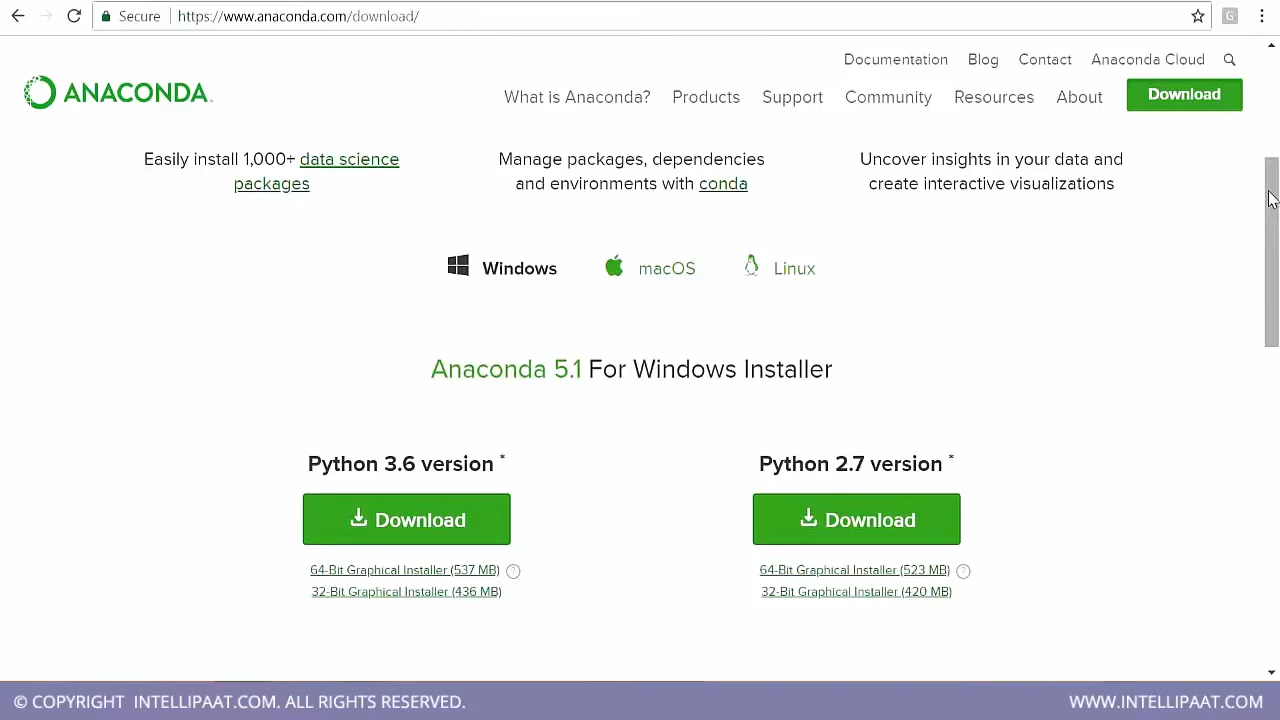 Secure https://www.anaconda.com/download/ G
Documentation Blog Contact Anaconda Cloud
ANACONDA.
What is Anaconda? Products Support Community Resources About Download
Easily install 1,000+ data science
packages
Manage packages, dependencies
and environments with conda
Uncover insights in your data and
create interactive visualizations
Windows macOS Linux
Anaconda 5.1 For Windows Installer
Python 3.6 version *
Download
64-Bit Graphical Installer (537 MB) ?
32-Bit Graphical Installer (436 MB)
Python 2.7 version *
Download
64-Bit Graphical Installer (523 MB) ?
32-Bit Graphical Installer (420 MB)
© COPYRIGHT INTELLIPAAT.COM. ALL RIGHTS RESERVED. WWW.INTELLIPAAT.COM